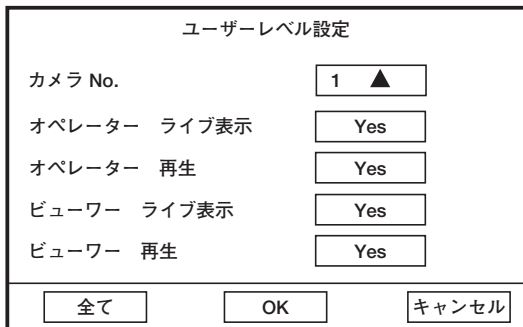 ユーザーレベル設定
カメラ No. 1 ▲
オペレーター　ライブ表示 Yes
オペレーター　再生 Yes
ビューワー　ライブ表示 Yes
ビューワー　再生 Yes
全て OK キャンセル